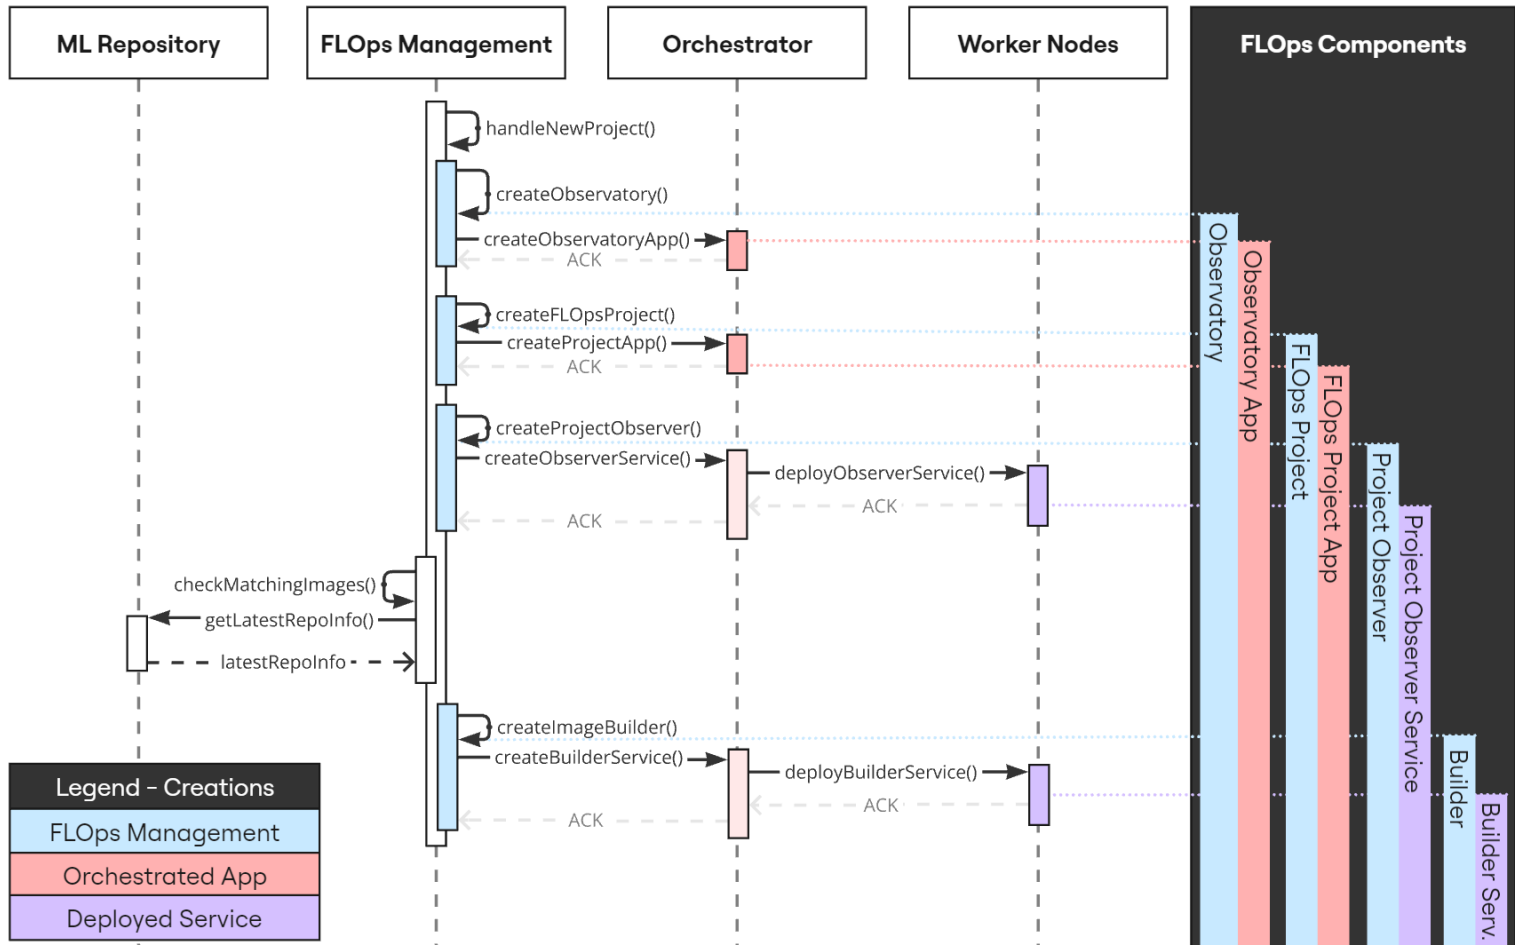 ML Repository
FLOps Management
Orchestrator
Worker Nodes
FLOps Components
handleNewProject()
createObservatory()
createObservatoryApp()
ACK
createFLOpsProject()
createProjectApp()
ACK
createProjectObserver()
createObserverService()
deployObserverService()
ACK
ACK
checkMatchingImages()
getLatestRepoInfo()
latestRepoInfo
createImageBuilder()
createBuilderService()
deployBuilderService()
ACK
ACK
Observatory
Observatory App
FLOps Project
FLOps Project App
Project Observer
Project Observer Service
Builder
Builder Serv.
Legend - Creations
FLOps Management
Orchestrated App
Deployed Service